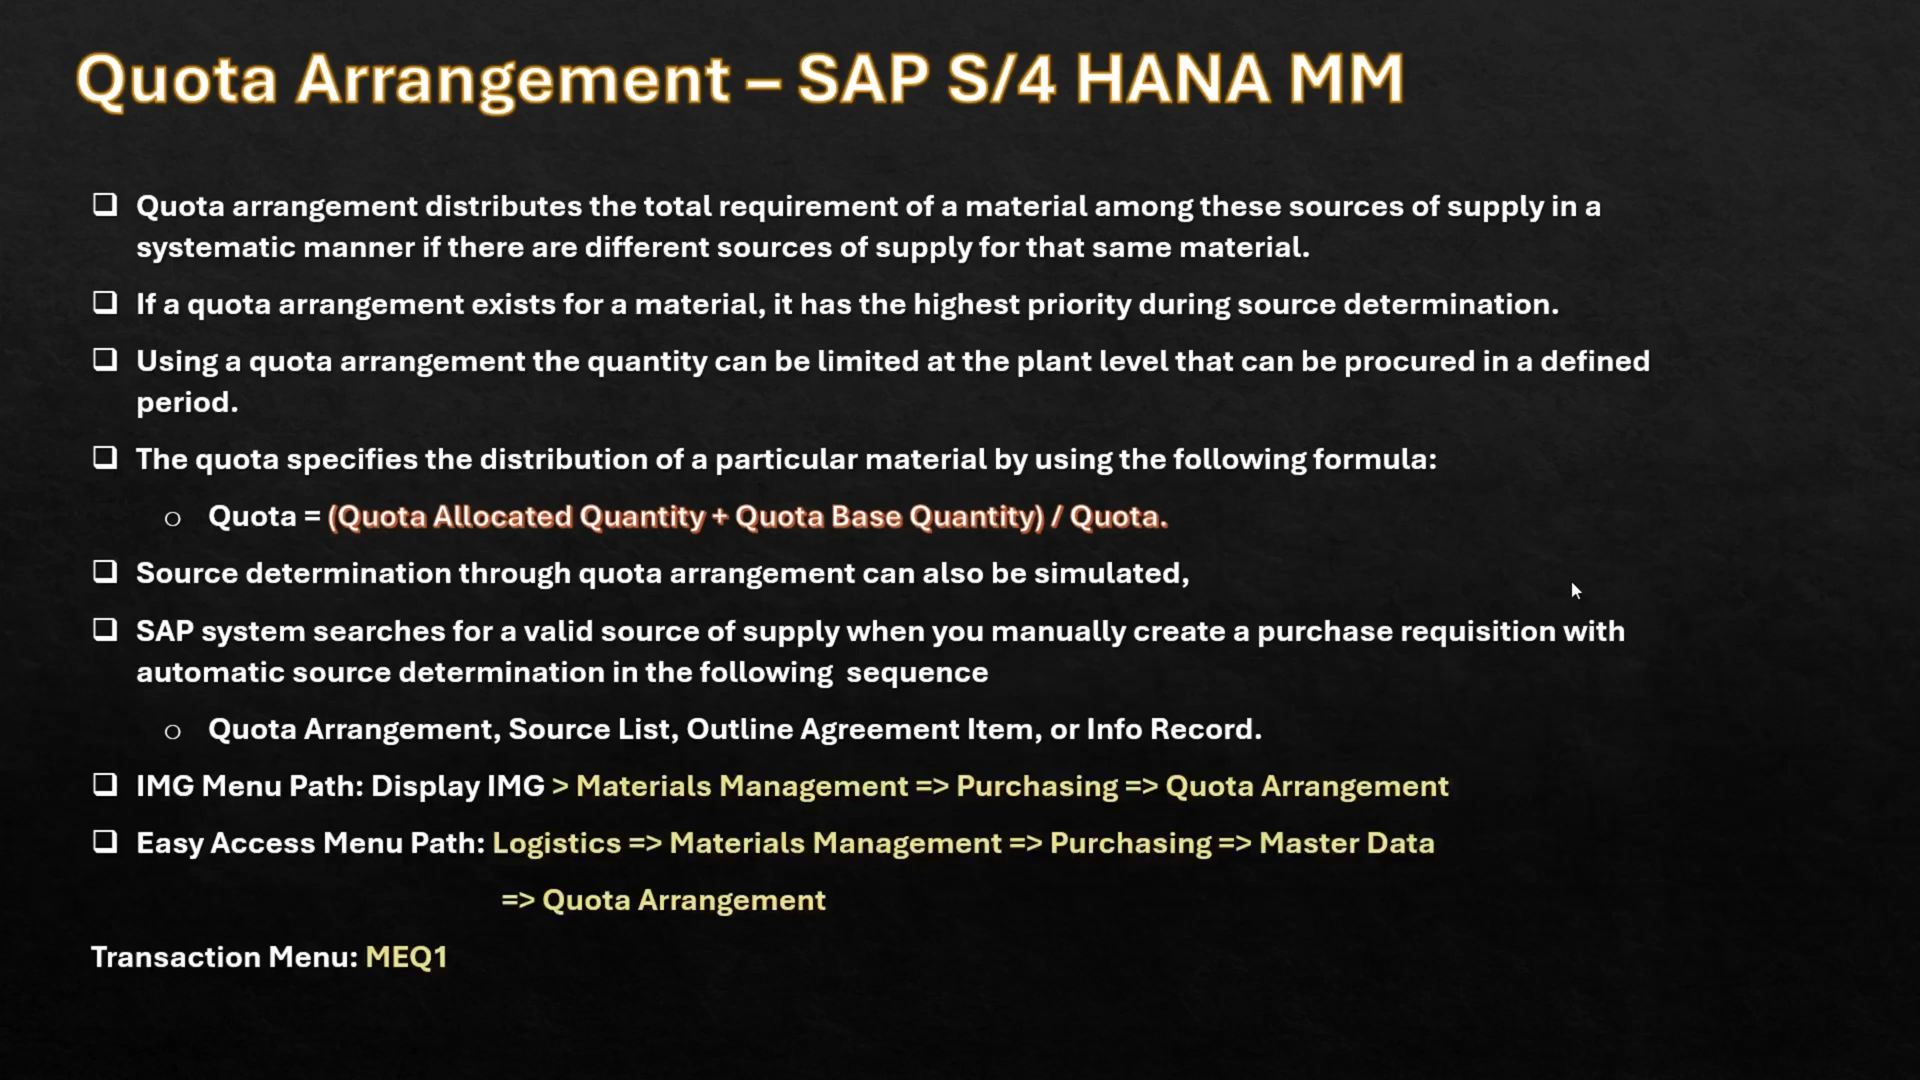 Quota Arrangement – SAP S/4 HANA MM
❑ Quota arrangement distributes the total requirement of a material among these sources of supply in a
systematic manner if there are different sources of supply for that same material.
❑ If a quota arrangement exists for a material, it has the highest priority during source determination.
❑ Using a quota arrangement the quantity can be limited at the plant level that can be procured in a defined
period.
❑ The quota specifies the distribution of a particular material by using the following formula:
o Quota = (Quota Allocated Quantity + Quota Base Quantity) / Quota.
❑ Source determination through quota arrangement can also be simulated,
❑ SAP system searches for a valid source of supply when you manually create a purchase requisition with
automatic source determination in the following  sequence
o Quota Arrangement, Source List, Outline Agreement Item, or Info Record.
❑ IMG Menu Path: Display IMG > Materials Management => Purchasing => Quota Arrangement
❑ Easy Access Menu Path: Logistics => Materials Management => Purchasing => Master Data
=> Quota Arrangement
Transaction Menu: MEQ1